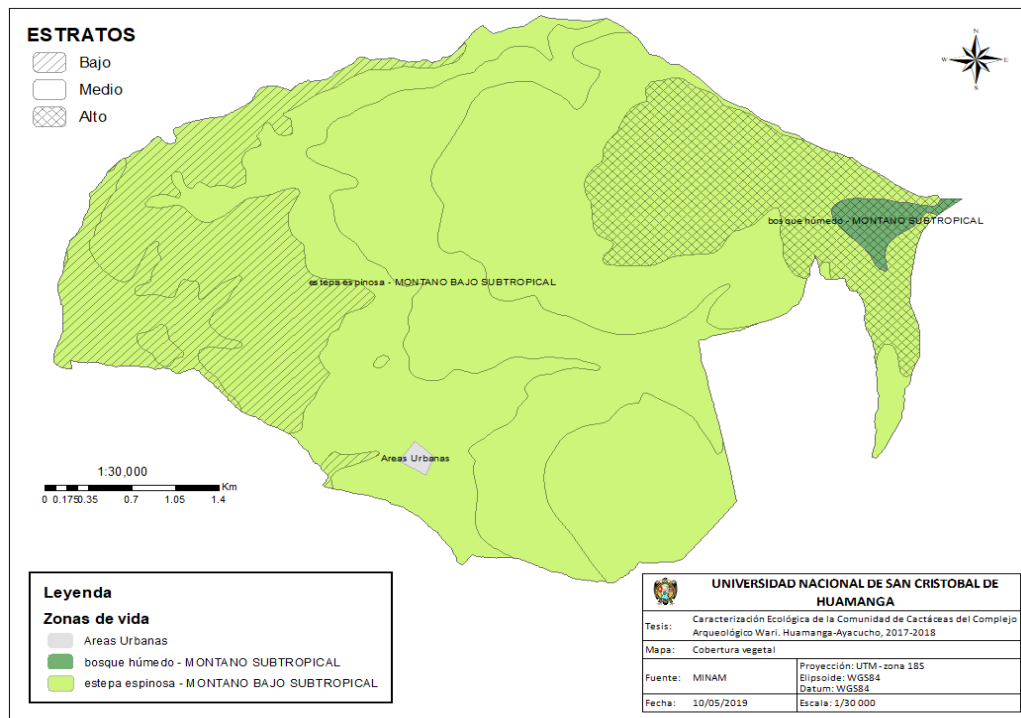 ESTRATOS
Bajo
Medio
Alto
N
W
E
S
bosque húmedo - MONTANO SUBTROPICAL
estepa espinosa - MONTANO BAJO SUBTROPICAL
Areas Urbanas
1:30,000
Km
0 0.175 0.35 0.7 1.05 1.4
Leyenda
Zonas de vida
Areas Urbanas
bosque húmedo - MONTANO SUBTROPICAL
estepa espinosa - MONTANO BAJO SUBTROPICAL
UNIVERSIDAD NACIONAL DE SAN CRISTOBAL DE
HUAMANGA
Tesis: Caracterización Ecológica de la Comunidad de Cactáceas del Complejo
Arqueológico Wari. Huamanga-Ayacucho, 2017-2018
Mapa: Cobertura vegetal
Fuente: MINAM
Proyección: UTM - zona 18S
Elipsoide: WGS84
Datum: WGS84
Fecha: 10/05/2019
Escala: 1/30 000